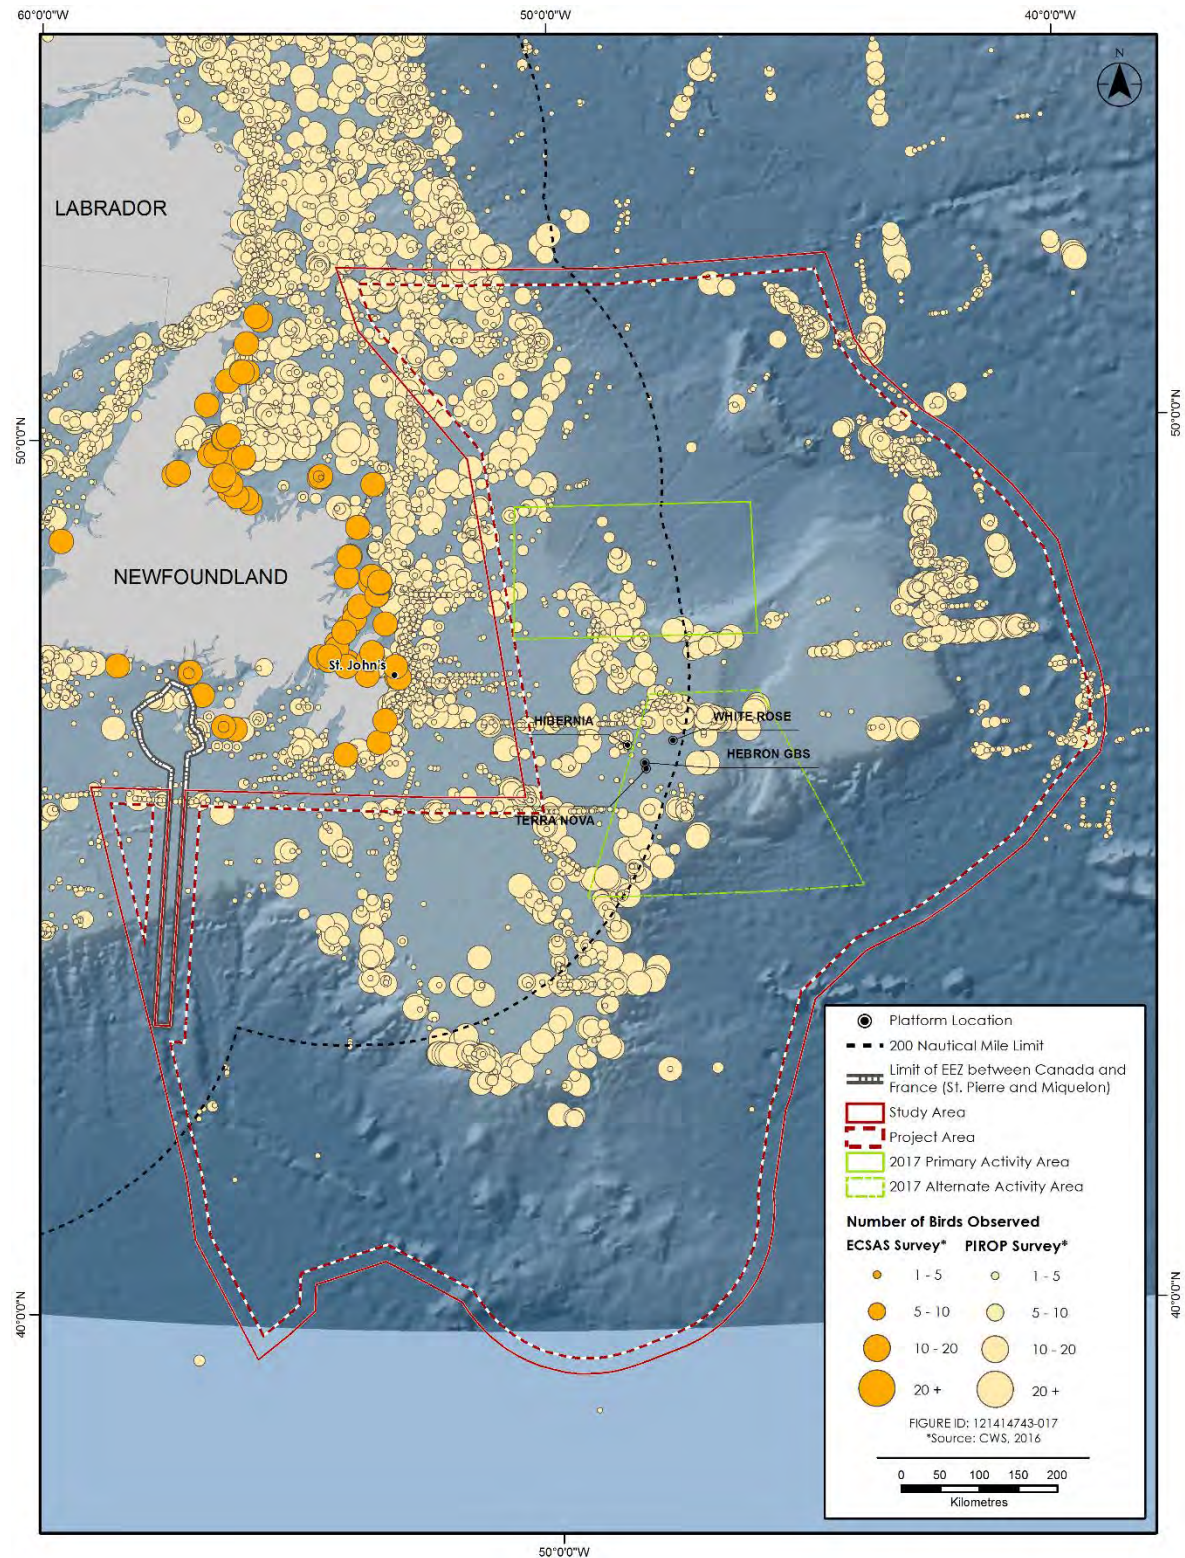 60°0'0"W 50°0'0"W 40°0'0"W
N
LABRADOR
50°0'0"N
50°0'0"N
NEWFOUNDLAND
St. John's
HIBERNIA
WHITE ROSE
HEBRON GBS
TERRA NOVA
Platform Location
200 Nautical Mile Limit
Limit of EEZ between Canada and
France (St. Pierre and Miquelon)
Study Area
Project Area
2017 Primary Activity Area
2017 Alternate Activity Area
Number of Birds Observed
ECSAS Survey* PIROP Survey*
1 - 5 1 - 5
5 - 10 5 - 10
10 - 20 10 - 20
20 + 20 +
FIGURE ID: 121414743-017
*Source: CWS, 2016
0 50 100 150 200
Kilometres
40°0'0"N
40°0'0"N
50°0'0"W